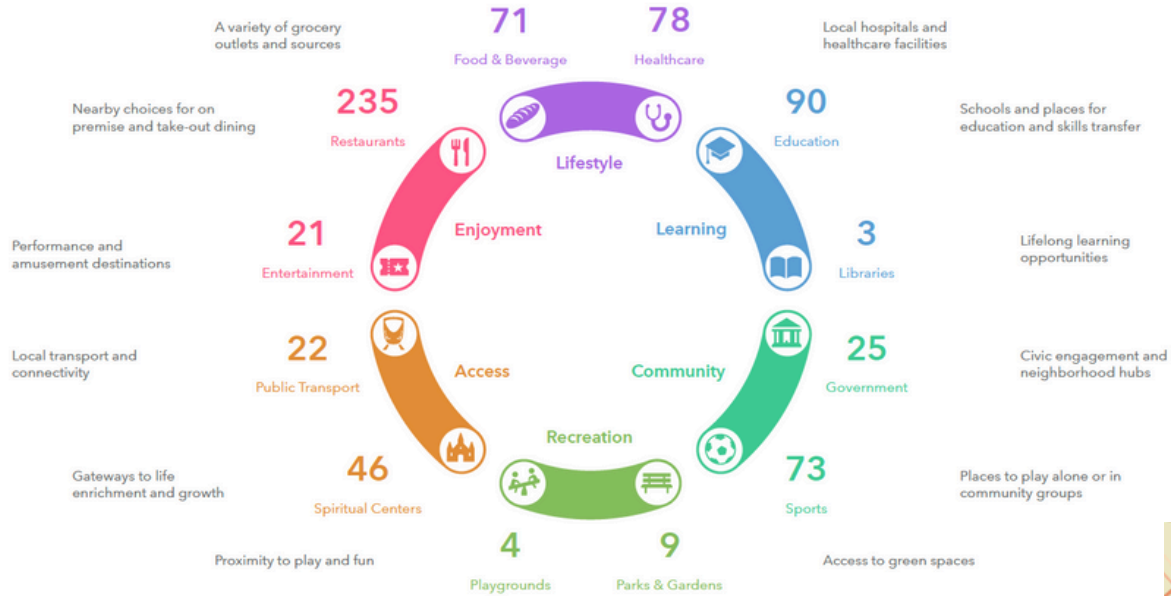 71
78
A variety of grocery
outlets and sources
Food & Beverage
Healthcare
Local hospitals and
healthcare facilities
Nearby choices for on
premise and take-out dining
235
Restaurants
90
Education
Schools and places for
education and skills transfer
Lifestyle
Enjoyment
Learning
Performance and
amusement destinations
21
Entertainment
3
Libraries
Lifelong learning
opportunities
Local transport and
connectivity
22
Public Transport
Access
Community
25
Government
Civic engagement and
neighborhood hubs
Recreation
Gateways to life
enrichment and growth
46
Spiritual Centers
73
Sports
Places to play alone or in
community groups
Proximity to play and fun
4
Playgrounds
9
Parks & Gardens
Access to green spaces